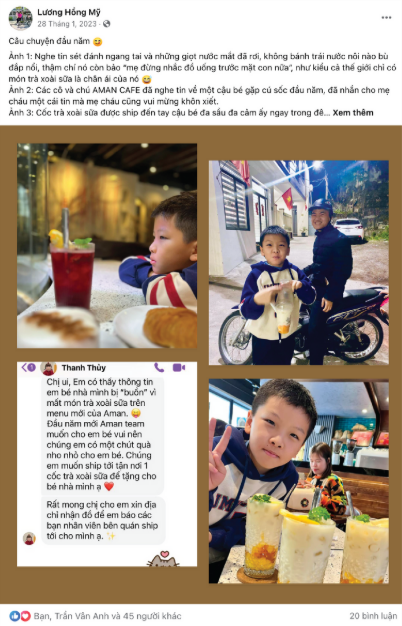 Lương Hồng Mỹ
28 Tháng 1, 2023 ·
Câu chuyện đầu năm 😄
Ảnh 1: Nghe tin sét đánh ngang tai và những giọt nước mắt đã rơi, không bánh trái nước nôi nào bù
đắp nổi, thậm chí nó còn bảo “mẹ đừng nhắc đồ uống trước mặt con nữa”, như kiểu cả thế giới chỉ có
món trà xoài sữa là chân ái của nó 😅
Ảnh 2: Các cô và chú AMAN CAFE đã nghe tin về một cậu bé gặp cú sốc đầu năm, đã nhắn cho mẹ
cháu một cái tin mà mẹ cháu cũng vui mừng khôn xiết.
Ảnh 3: Cốc trà xoài sữa được ship đến tay cậu bé đa sầu đa cảm ấy ngay trong đê... Xem thêm
Thanh Thủy
Chị ui, Em có thấy thông tin
em bé nhà mình bị "buồn" vì
mất món trà xoài sữa trên
menu mới của Aman. 😛
Đầu năm mới Aman team
muốn cho em bé vui nên
chúng em có một chút quà
nho nhỏ cho em bé. Chúng
em muốn ship tới tận nơi 1
cốc trà xoài sữa để tặng cho
bé nhà mình ạ ❤️
Rất mong chị cho em xin địa
chỉ nhận đồ để em báo các
bạn nhân viên bên quán ship
tới cho mình ạ. ✨
Bạn, Trần Vân Anh và 45 người khác
20 bình luận